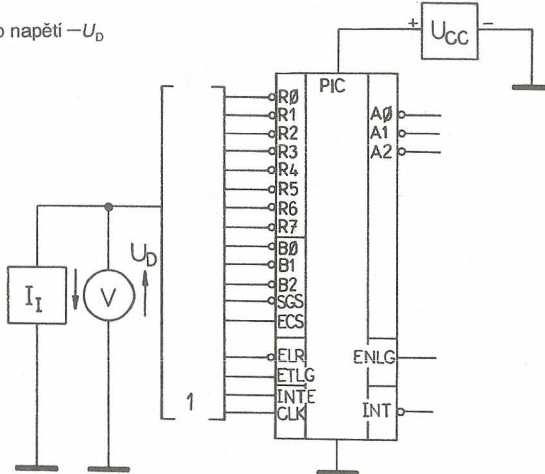 o napětí —U_D
+ U_CC −
PIC
RØ
R1
R2
R3
R4
R5
R6
R7
BØ
B1
B2
SGS
ECS
ELR
ETLG
INTE
CLK
AØ
A1
A2
ENLG
INT
I_I
V
U_D
1